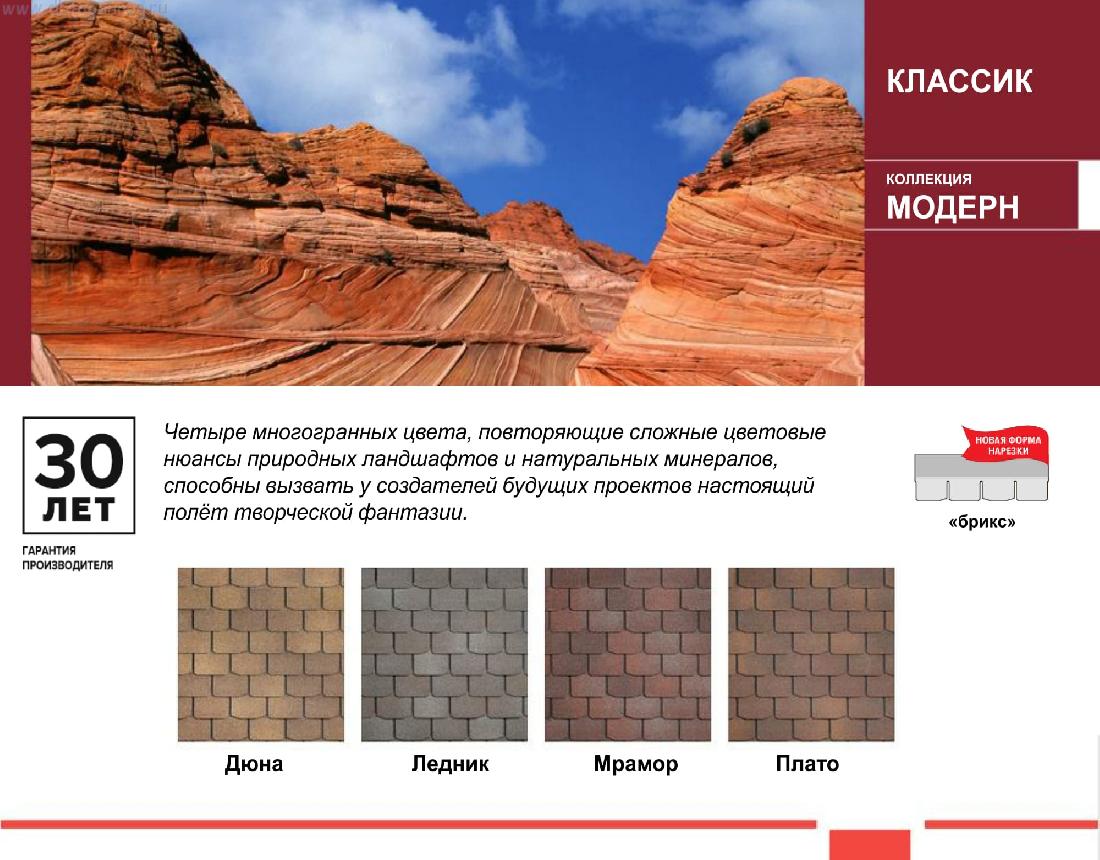 КЛАССИК
КОЛЛЕКЦИЯ
МОДЕРН
30
ЛЕТ
ГАРАНТИЯ
ПРОИЗВОДИТЕЛЯ
Четыре многогранных цвета, повторяющие сложные цветовые
нюансы природных ландшафтов и натуральных минералов,
способны вызвать у создателей будущих проектов настоящий
полёт творческой фантазии.
НОВАЯ ФОРМА
НАРЕЗКИ
«брикс»
Дюна
Ледник
Мрамор
Плато